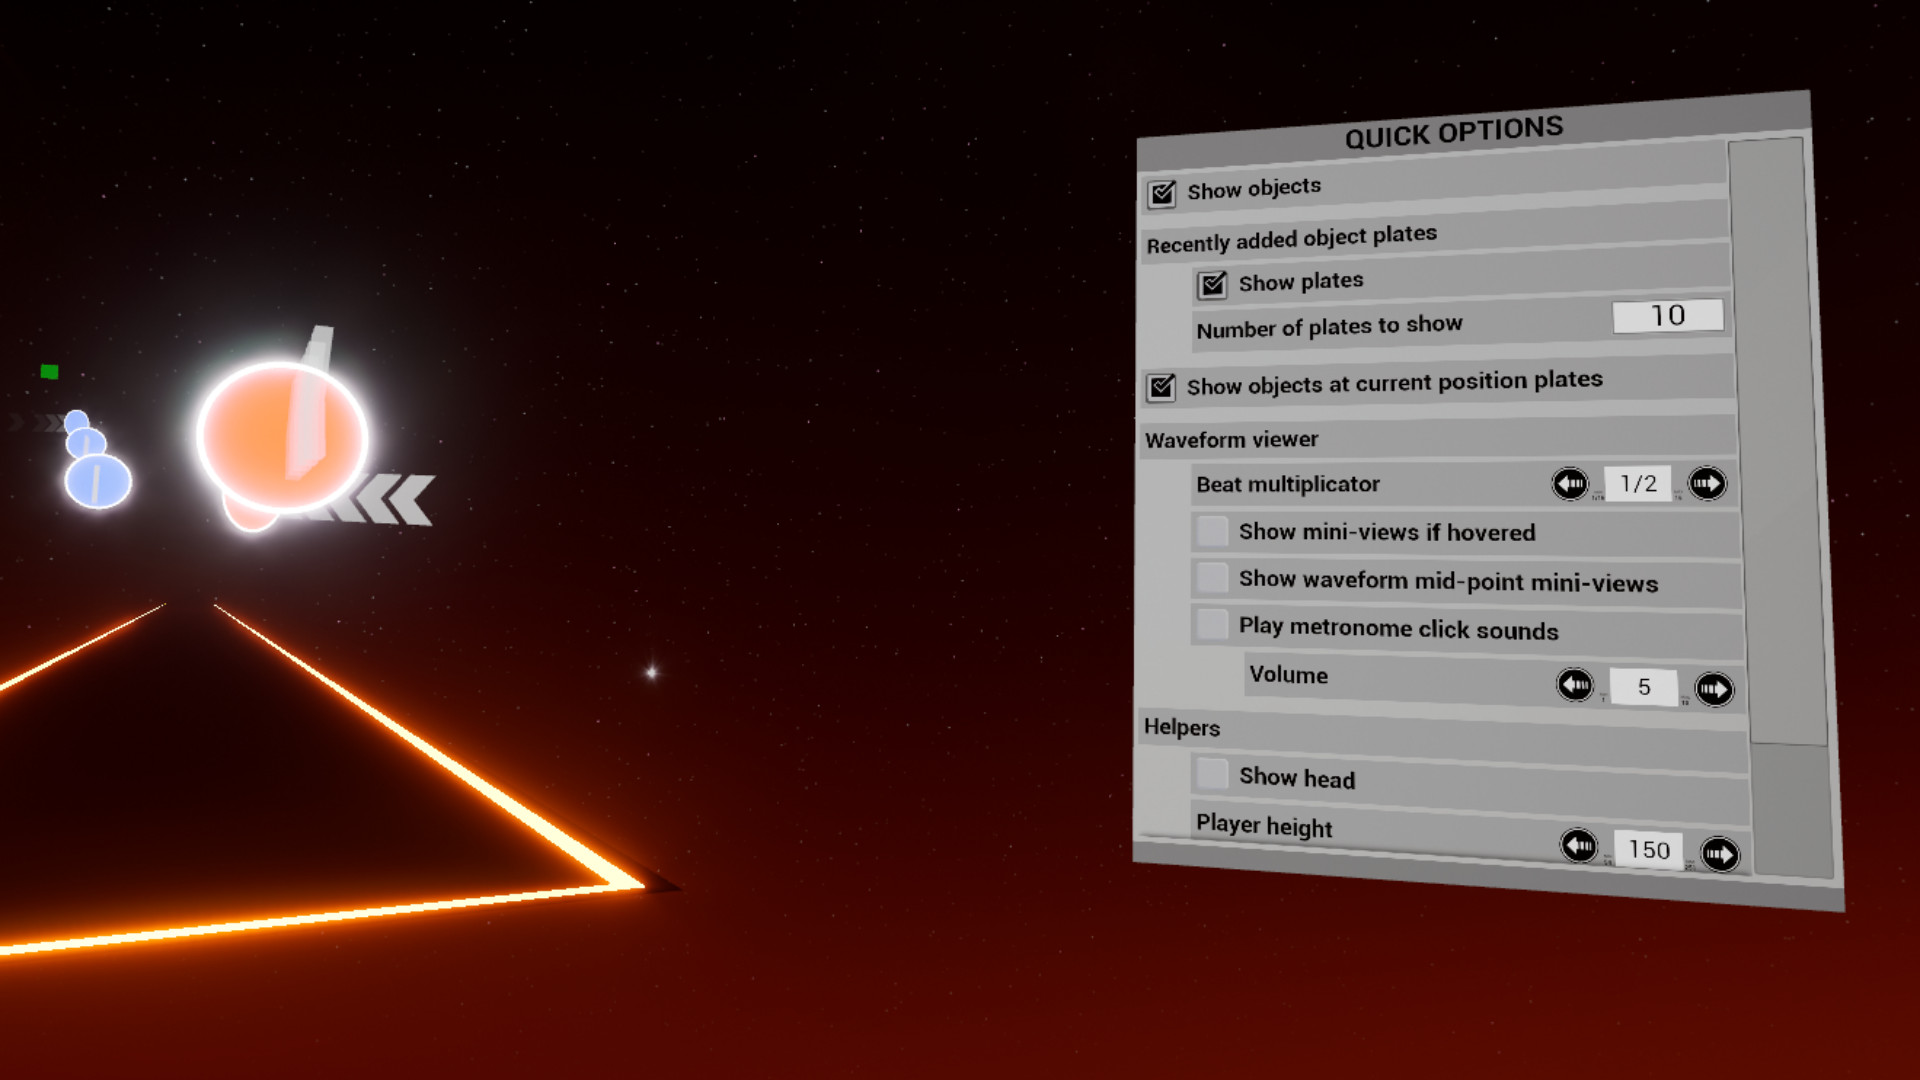 QUICK OPTIONS
Show objects
Recently added object plates
Show plates
Number of plates to show 10
Show objects at current position plates
Waveform viewer
Beat multiplicator 1/2
Show mini-views if hovered
Show waveform mid-point mini-views
Play metronome click sounds
Volume 5
Helpers
Show head
Player height 150